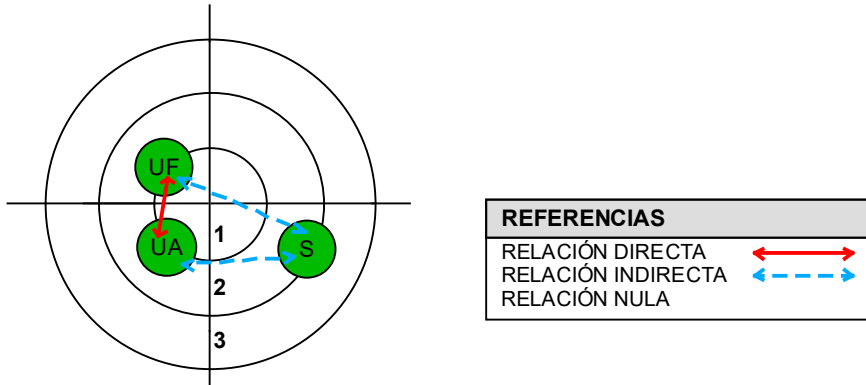 UF
UA
S
1
2
3
REFERENCIAS
RELACIÓN DIRECTA
RELACIÓN INDIRECTA
RELACIÓN NULA